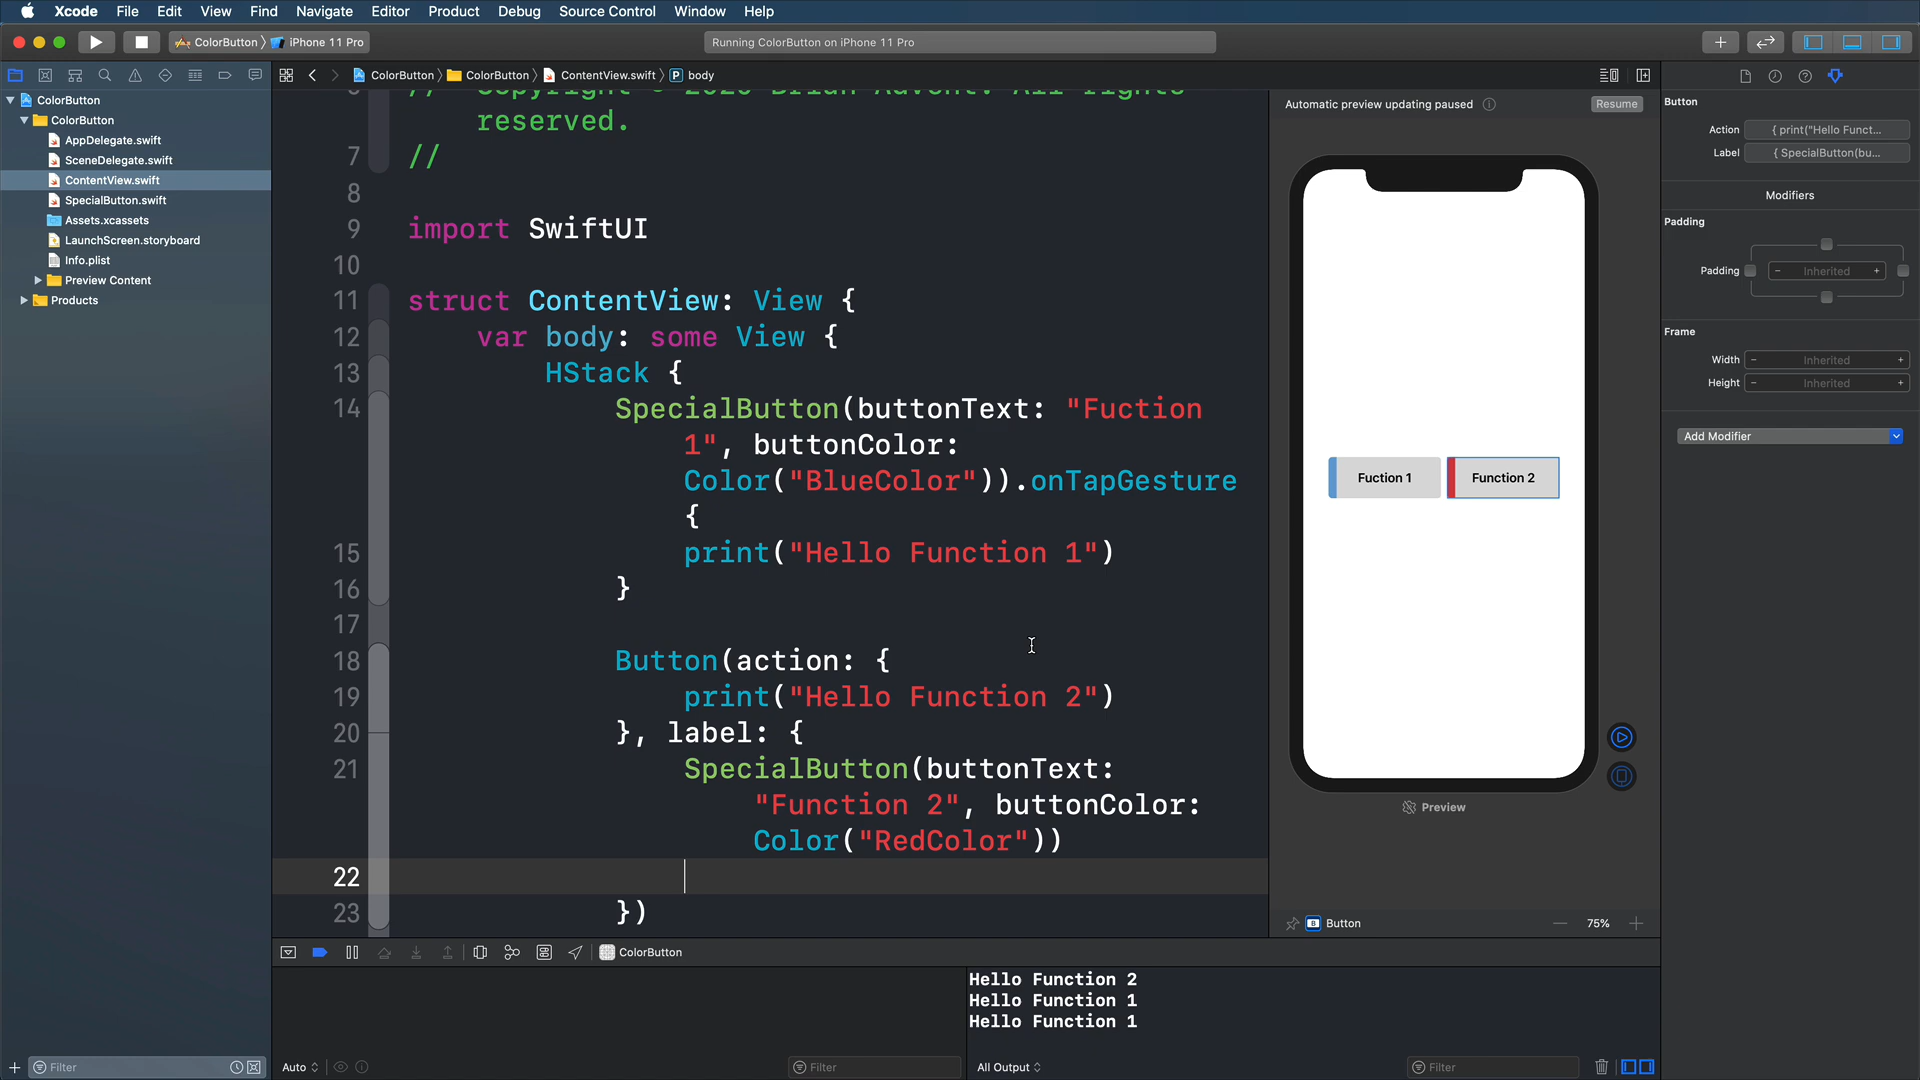 Xcode File Edit View Find Navigate Editor Product Debug Source Control Window Help
ColorButton iPhone 11 Pro
Running ColorButton on iPhone 11 Pro
ColorButton ColorButton ContentView.swift P body
ColorButton
ColorButton
AppDelegate.swift
SceneDelegate.swift
ContentView.swift
SpecialButton.swift
Assets.xcassets
LaunchScreen.storyboard
Info.plist
Preview Content
Products
Filter
// Copyright © 2020 Brian Advent. All rights
reserved.
7 //
8
9 import SwiftUI
10
11 struct ContentView: View {
12 var body: some View {
13 HStack {
14 SpecialButton(buttonText: "Fuction
1", buttonColor:
Color("BlueColor")).onTapGesture
{
15 print("Hello Function 1")
16 }
17
18 Button(action: {
19 print("Hello Function 2")
20 }, label: {
21 SpecialButton(buttonText:
"Function 2", buttonColor:
Color("RedColor"))
22
23 })
Automatic preview updating paused
Resume
Fuction 1 Function 2
Preview
B Button
75%
Button
Action { print("Hello Funct...
Label { SpecialButton(bu...
Modifiers
Padding
Padding - Inherited +
Frame
Width - Inherited +
Height - Inherited +
Add Modifier
ColorButton
Hello Function 2
Hello Function 1
Hello Function 1
Auto
Filter
All Output
Filter